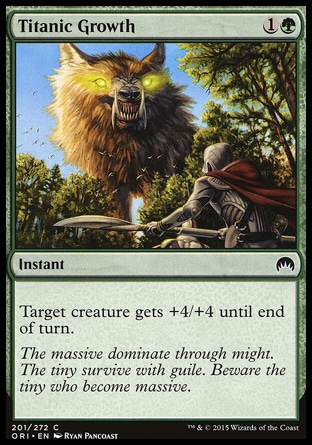 Titanic Growth 1
Instant
Target creature gets +4/+4 until end
of turn.
The massive dominate through might.
The tiny survive with guile. Beware the
tiny who become massive.
201/272 C
ORI • EN Ryan Pancoast
™ & © 2015 Wizards of the Coast